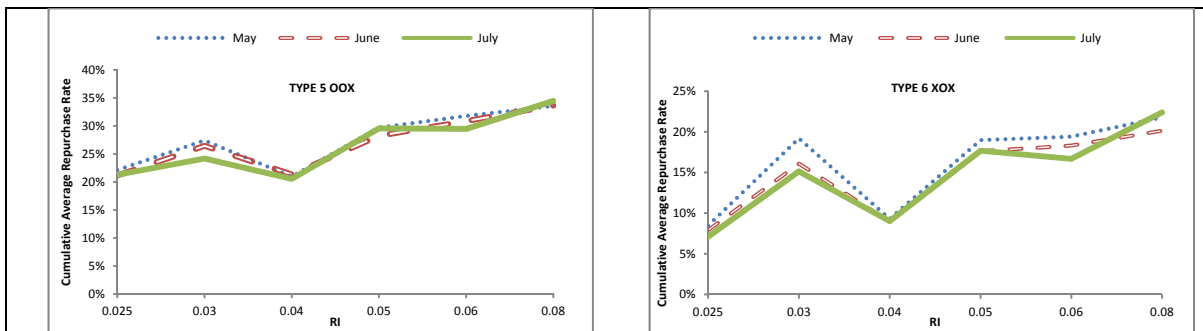 May June July
TYPE 5 OOX
Cumulative Average Repurchase Rate
40%
35%
30%
25%
20%
15%
10%
5%
0%
0.025 0.03 0.04 0.05 0.06 0.08
RI
May June July
TYPE 6 XOX
Cumulative Average Repurchase Rate
25%
20%
15%
10%
5%
0%
0.025 0.03 0.04 0.05 0.06 0.08
RI